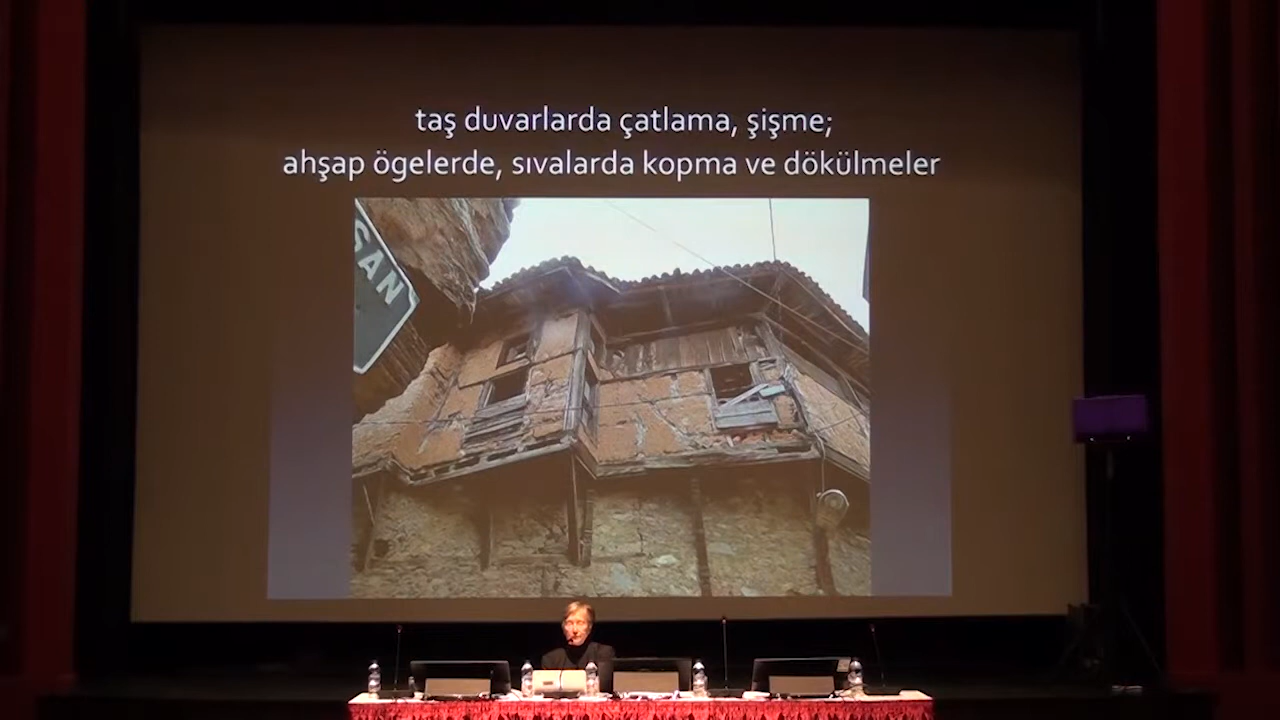 taş duvarlarda çatlama, şişme;
ahşap ögelerde, sıvalarda kopma ve dökülmeler
SAN